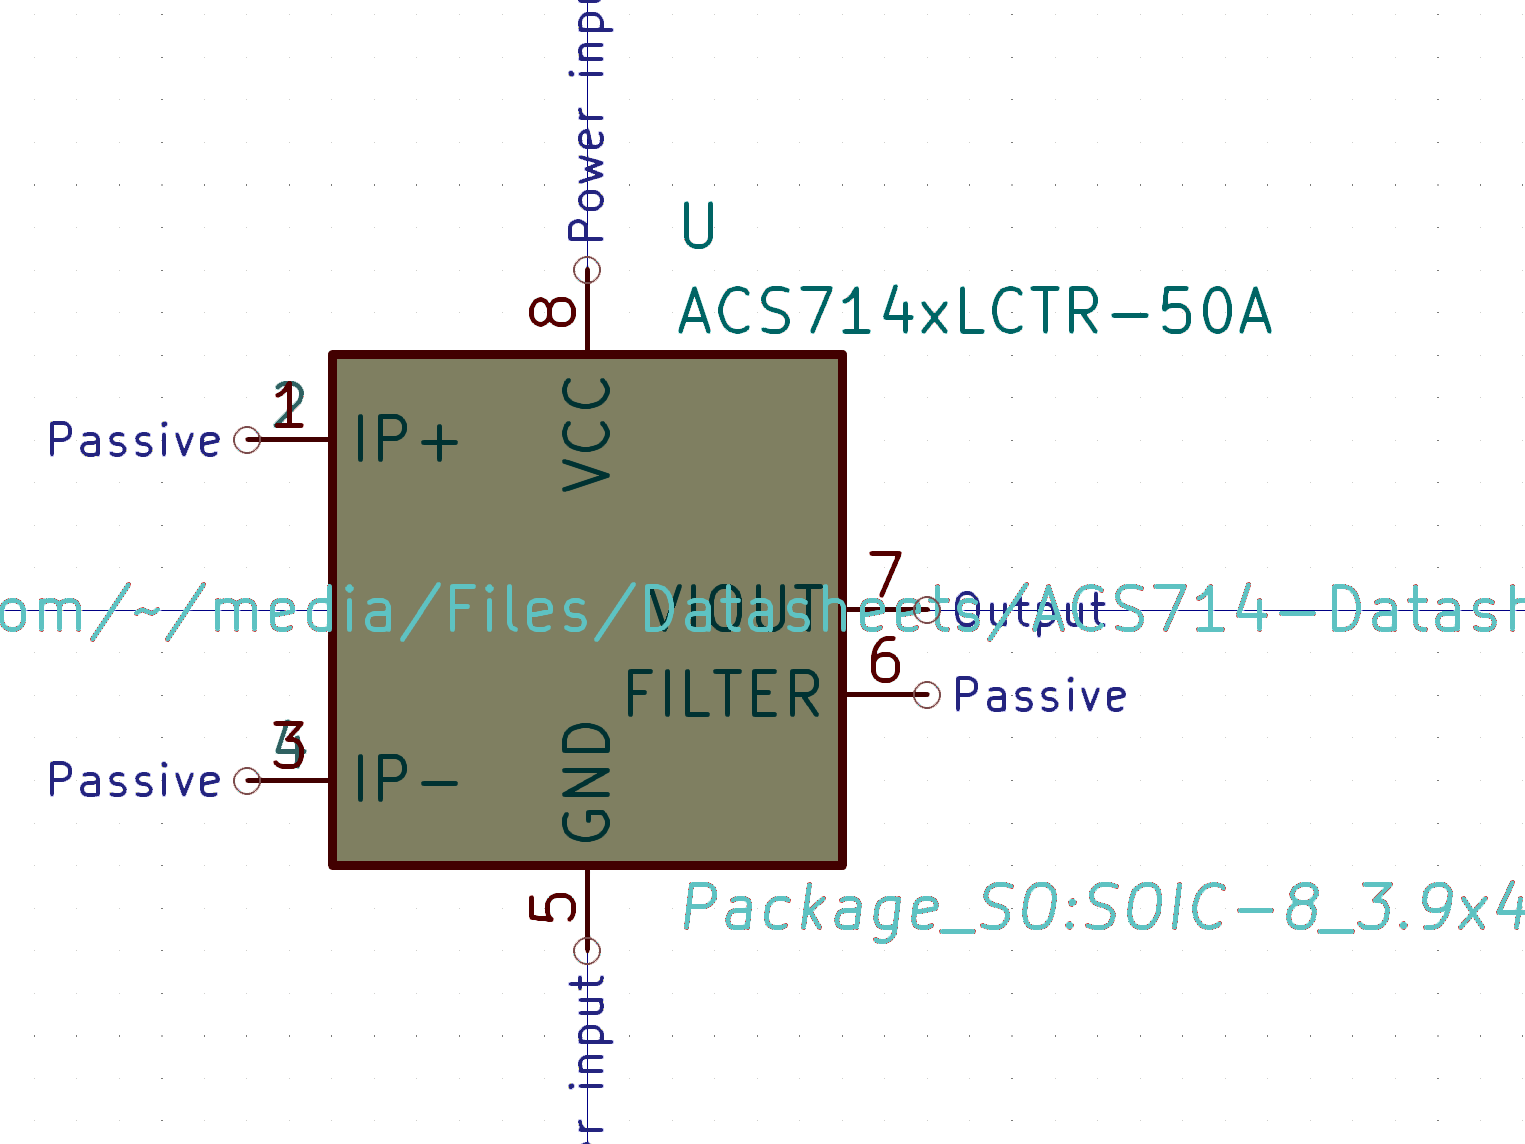 Power inpu
U
8
ACS714xLCTR-50A
VCC
1
2
Passive
IP+
7
om/~/media/Files/Datasheets/ACS714-Datash
VIOUT
Output
6
FILTER
Passive
3
4
Passive
IP-
GND
5
Package_SO:SOIC-8_3.9x4
r input